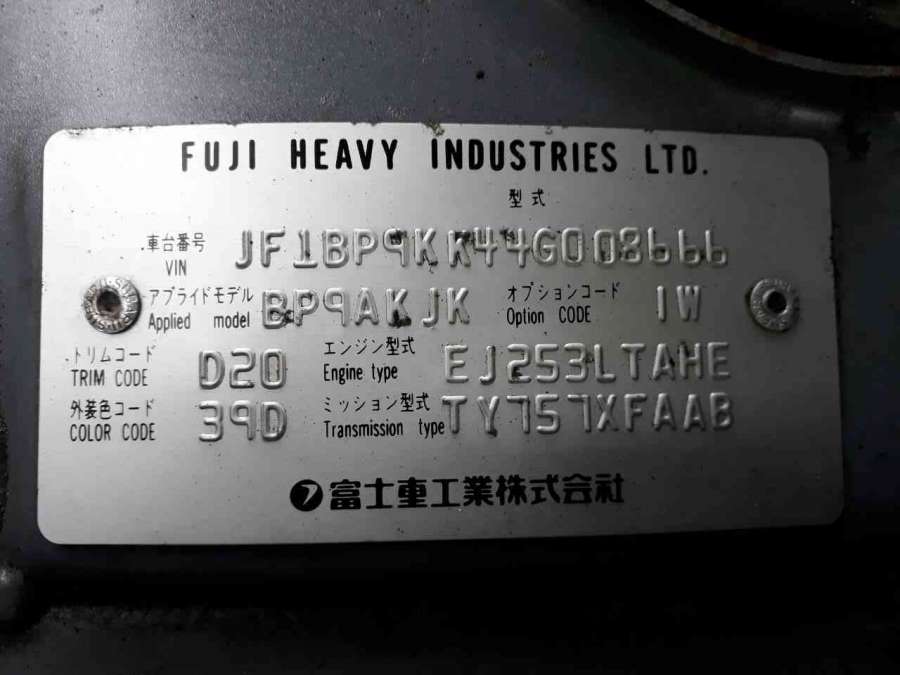 FUJI HEAVY INDUSTRIES LTD.
型式
車台番号 JF1BP9KKK44G008666
VIN
アプライドモデル BP9AKJK オプションコード 1W
Applied model Option CODE
トリムコード D20 エンジン型式 EJ253LTAHE
TRIM CODE Engine type
外装色コード 39D ミッション型式 TY757XFAAB
COLOR CODE Transmission type
富士重工業株式会社